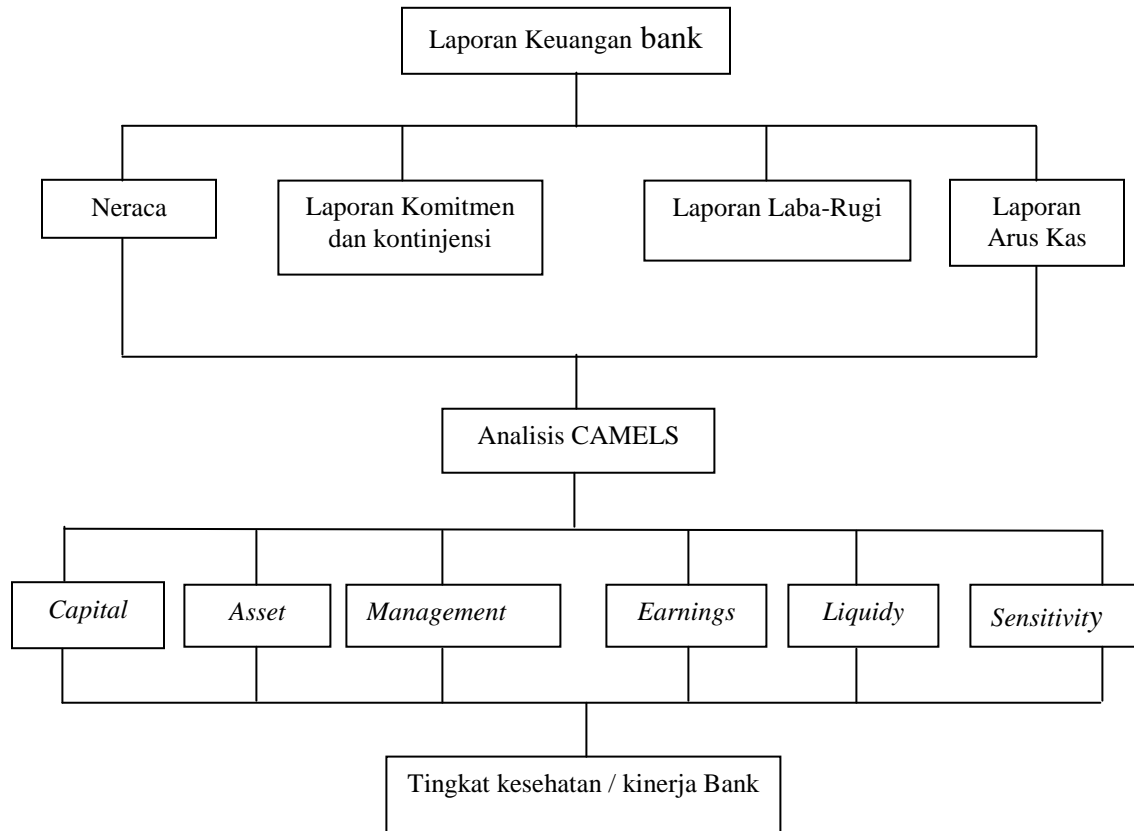 Laporan Keuangan bank
Neraca
Laporan Komitmen
dan kontinjensi
Laporan Laba-Rugi
Laporan
Arus Kas
Analisis CAMELS
Capital
Asset
Management
Earnings
Liquidy
Sensitivity
Tingkat kesehatan / kinerja Bank